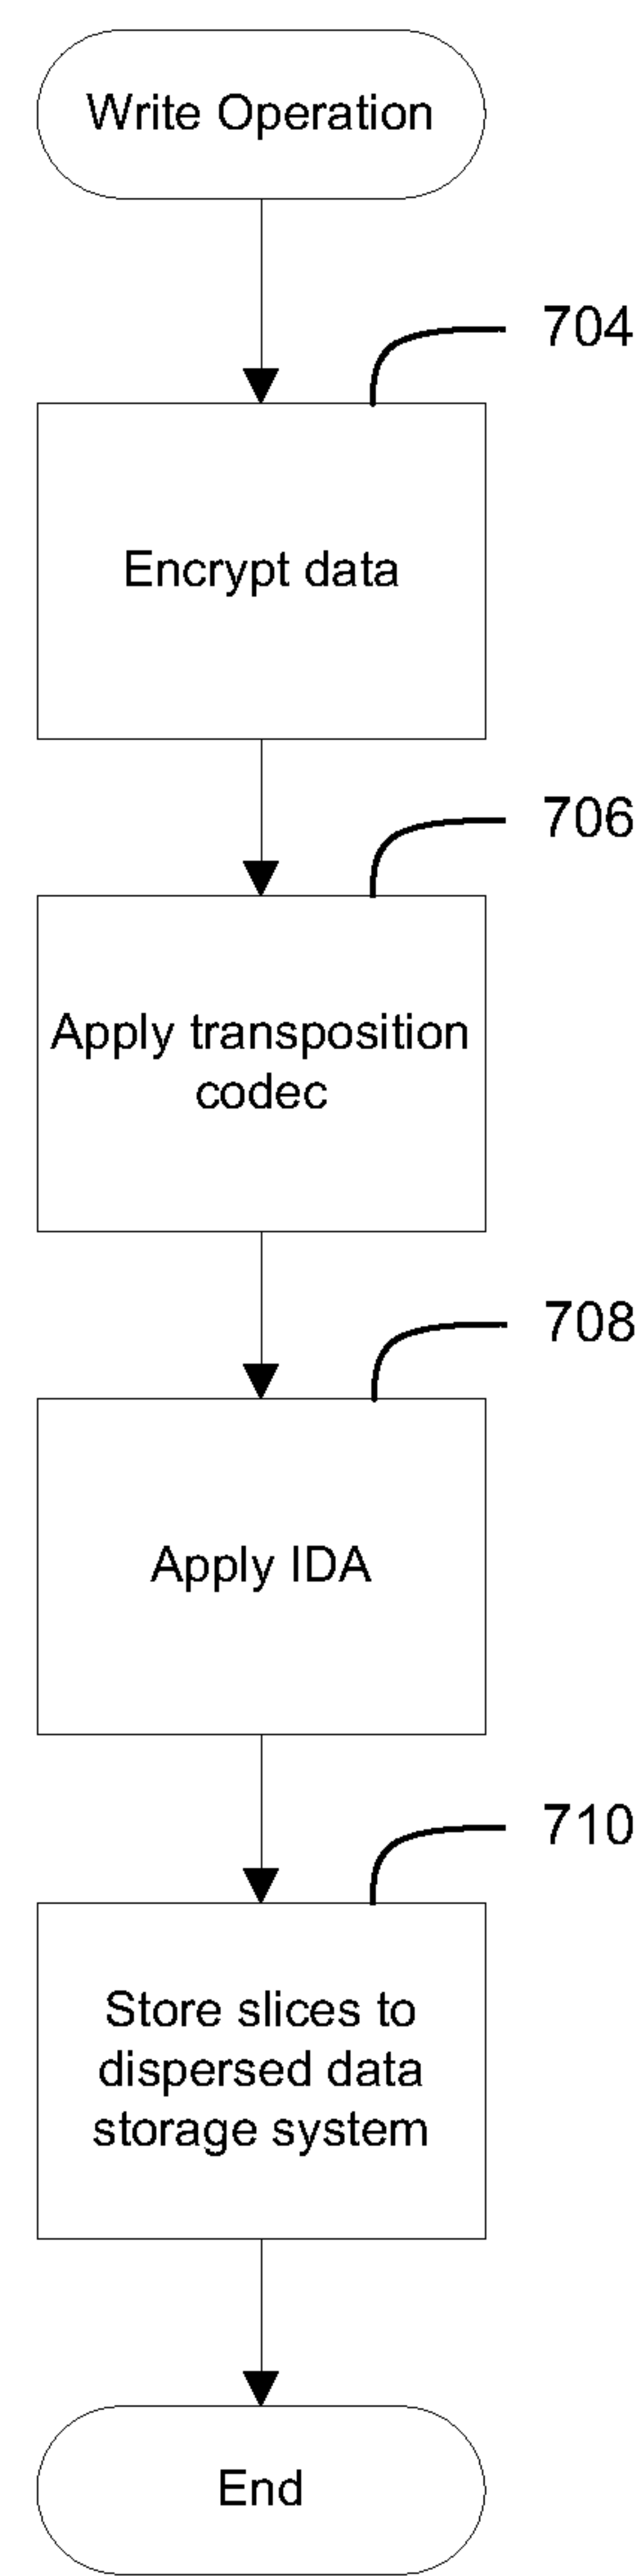 Write Operation
704
Encrypt data
706
Apply transposition
codec
708
Apply IDA
710
Store slices to
dispersed data
storage system
End